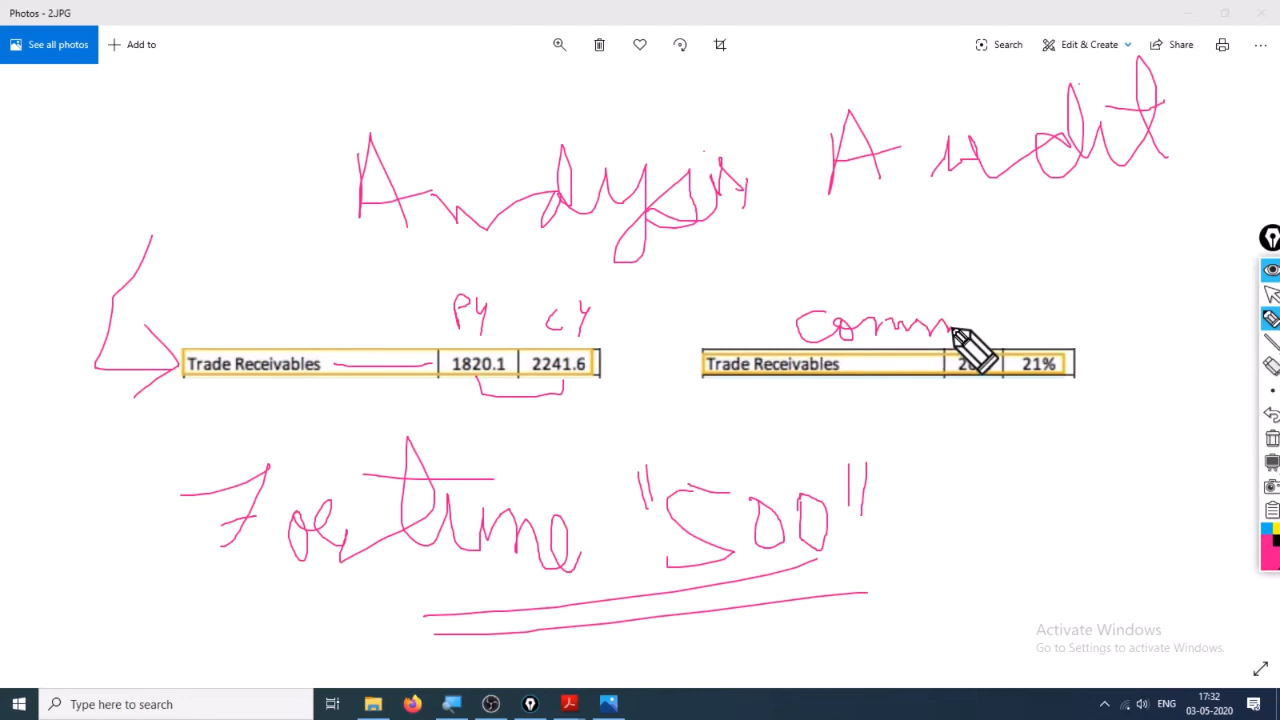 Photos - 2.JPG
See all photos
Add to
Search
Edit & Create
Share
Analysis Audit
PY CY
Comm
Trade Receivables 1820.1 2241.6
Trade Receivables 21%
Fortune "500"
Activate Windows
Go to Settings to activate Windows.
Type here to search
ENG
17:32
03-05-2020